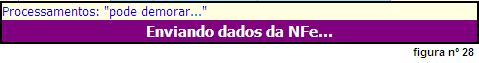 Processamentos: "pode demorar..."
Enviando dados da NFe...
figura nº 28